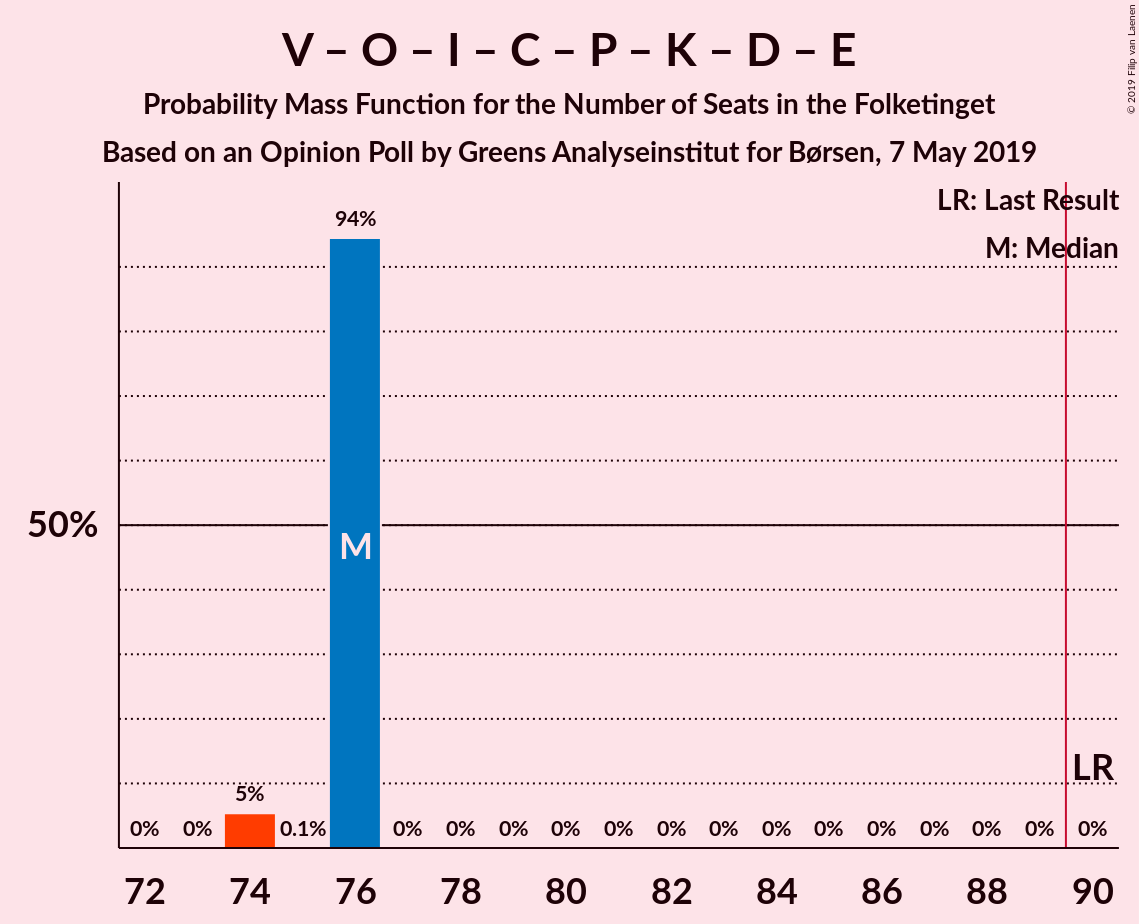 V – O – I – C – P – K – D – E
Probability Mass Function for the Number of Seats in the Folketinget
Based on an Opinion Poll by Greens Analyseinstitut for Børsen, 7 May 2019
© 2019 Filip van Laenen
LR: Last Result
M: Median
94%
50%
M
LR
5%
0% 0% 0.1% 0% 0% 0% 0% 0% 0% 0% 0% 0% 0% 0% 0% 0% 0%
72 74 76 78 80 82 84 86 88 90